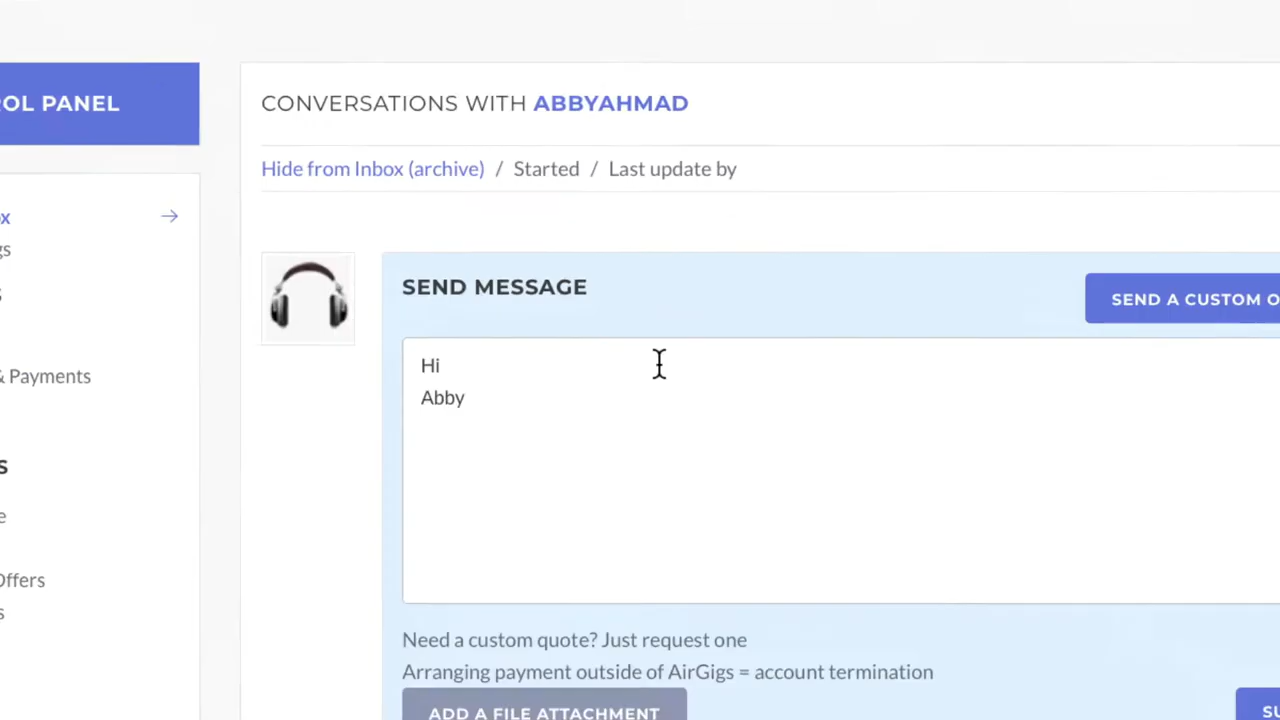 ROL PANEL
CONVERSATIONS WITH ABBYAHMAD
Hide from Inbox (archive) / Started / Last update by
SEND MESSAGE
SEND A CUSTOM O
Hi
Abby
& Payments
Offers
Need a custom quote? Just request one
Arranging payment outside of AirGigs = account termination
ADD A FILE ATTACHMENT